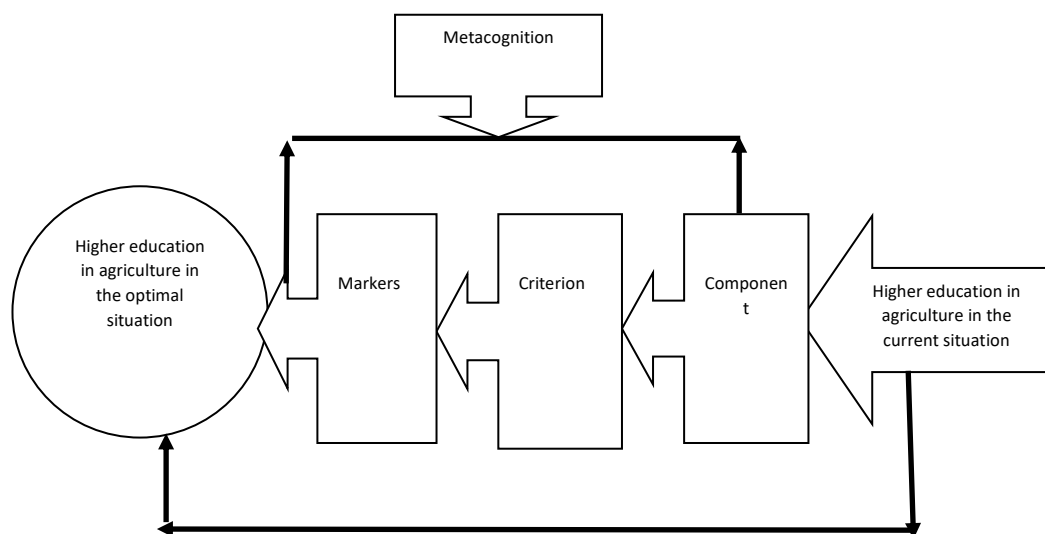 Metacognition
Higher education
in agriculture in
the optimal
situation
Markers
Criterion
Componen
t
Higher education in
agriculture in the
current situation